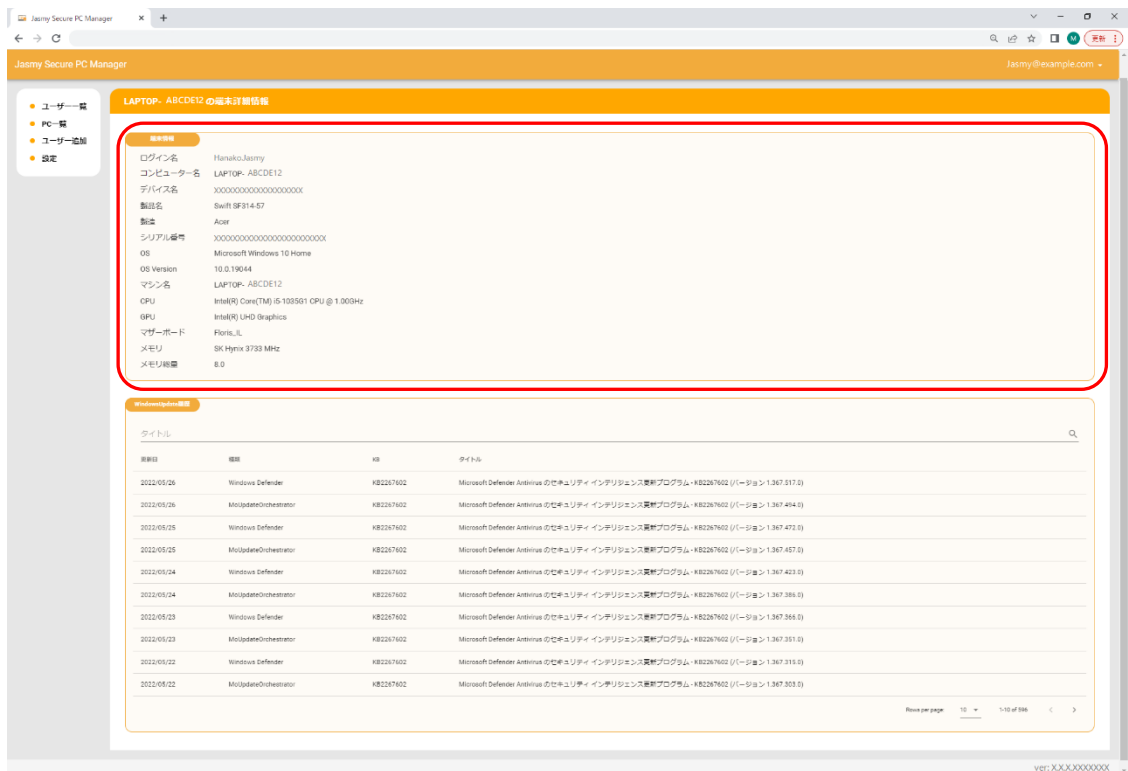 Jasmy Secure PC Manager
更新
Jasmy Secure PC Manager
Jasmy@example.com
ユーザー一覧
PC一覧
ユーザー追加
設定
LAPTOP- ABCDE12 の端末詳細情報
端末情報
ログイン名 HanakoJasmy
コンピューター名 LAPTOP- ABCDE12
デバイス名 XXXXXXXXXXXXXXXXXXX
製品名 Swift SF314-57
製造 Acer
シリアル番号 XXXXXXXXXXXXXXXXXXXXXXXX
OS Microsoft Windows 10 Home
OS Version 10.0.19044
マシン名 LAPTOP- ABCDE12
CPU Intel(R) Core(TM) i5-1035G1 CPU @ 1.00GHz
GPU Intel(R) UHD Graphics
マザーボード Floris_IL
メモリ SK Hynix 3733 MHz
メモリ総量 8.0
WindowsUpdate履歴
タイトル
更新日 種類 KB タイトル
2022/05/26 Windows Defender KB2267602 Microsoft Defender Antivirus のセキュリティ インテリジェンス更新プログラム - KB2267602 (バージョン 1.367.517.0)
2022/05/26 MoUpdateOrchestrator KB2267602 Microsoft Defender Antivirus のセキュリティ インテリジェンス更新プログラム - KB2267602 (バージョン 1.367.494.0)
2022/05/25 Windows Defender KB2267602 Microsoft Defender Antivirus のセキュリティ インテリジェンス更新プログラム - KB2267602 (バージョン 1.367.472.0)
2022/05/25 MoUpdateOrchestrator KB2267602 Microsoft Defender Antivirus のセキュリティ インテリジェンス更新プログラム - KB2267602 (バージョン 1.367.457.0)
2022/05/24 Windows Defender KB2267602 Microsoft Defender Antivirus のセキュリティ インテリジェンス更新プログラム - KB2267602 (バージョン 1.367.423.0)
2022/05/24 MoUpdateOrchestrator KB2267602 Microsoft Defender Antivirus のセキュリティ インテリジェンス更新プログラム - KB2267602 (バージョン 1.367.386.0)
2022/05/23 Windows Defender KB2267602 Microsoft Defender Antivirus のセキュリティ インテリジェンス更新プログラム - KB2267602 (バージョン 1.367.366.0)
2022/05/23 MoUpdateOrchestrator KB2267602 Microsoft Defender Antivirus のセキュリティ インテリジェンス更新プログラム - KB2267602 (バージョン 1.367.351.0)
2022/05/22 Windows Defender KB2267602 Microsoft Defender Antivirus のセキュリティ インテリジェンス更新プログラム - KB2267602 (バージョン 1.367.315.0)
2022/05/22 MoUpdateOrchestrator KB2267602 Microsoft Defender Antivirus のセキュリティ インテリジェンス更新プログラム - KB2267602 (バージョン 1.367.303.0)
Rows per page: 10 1-10 of 596
ver: X.X.X.XXXXXXX